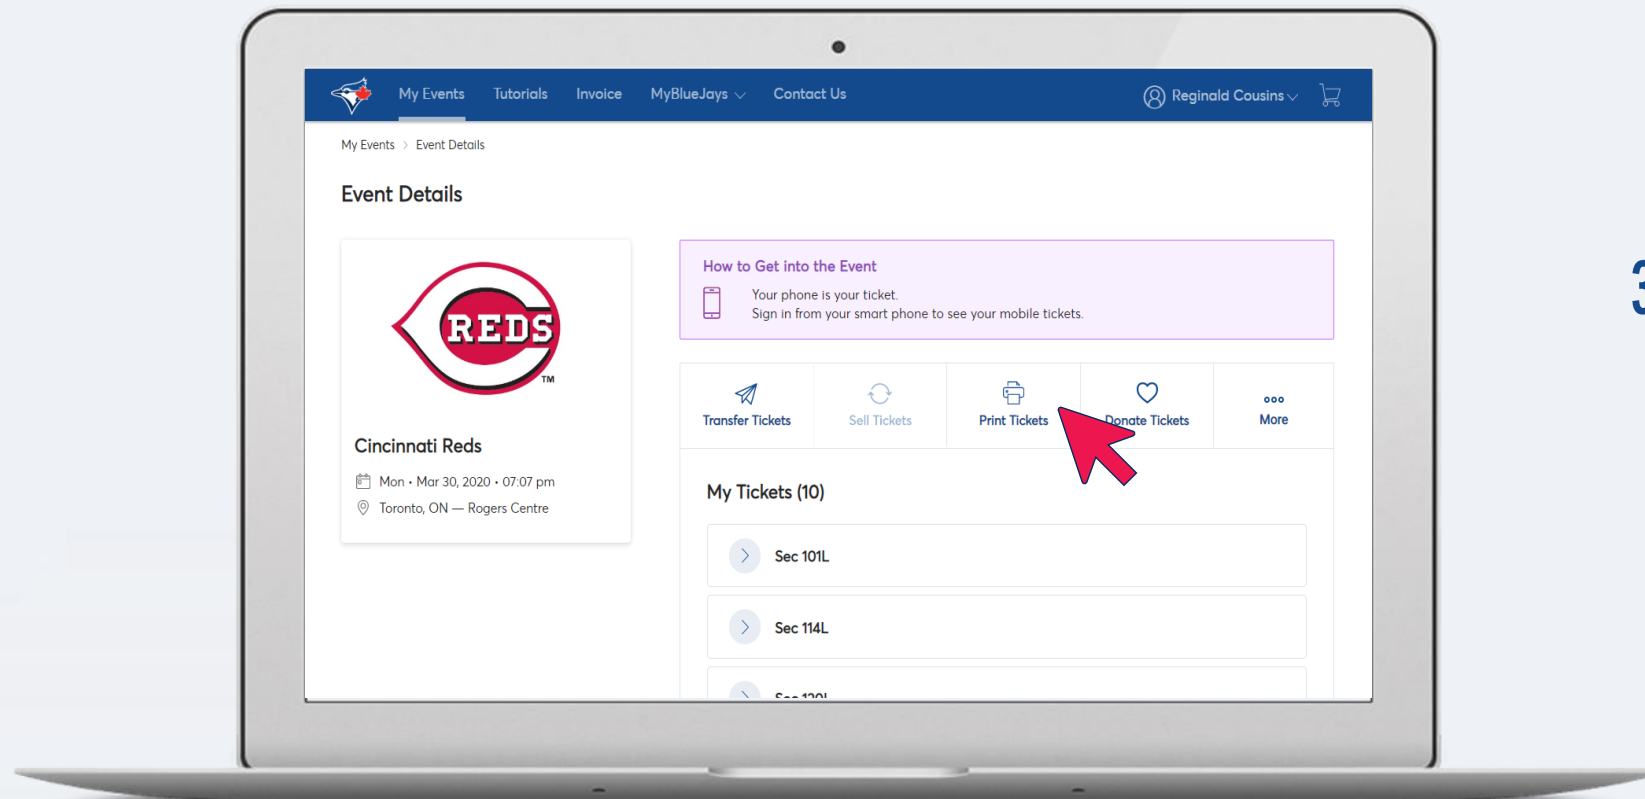 My Events Tutorials Invoice MyBlueJays Contact Us Reginald Cousins
My Events > Event Details
Event Details
REDS
TM
Cincinnati Reds
Mon • Mar 30, 2020 • 07:07 pm
Toronto, ON — Rogers Centre
How to Get into the Event
Your phone is your ticket.
Sign in from your smart phone to see your mobile tickets.
Transfer Tickets Sell Tickets Print Tickets Donate Tickets More
My Tickets (10)
Sec 101L
Sec 114L